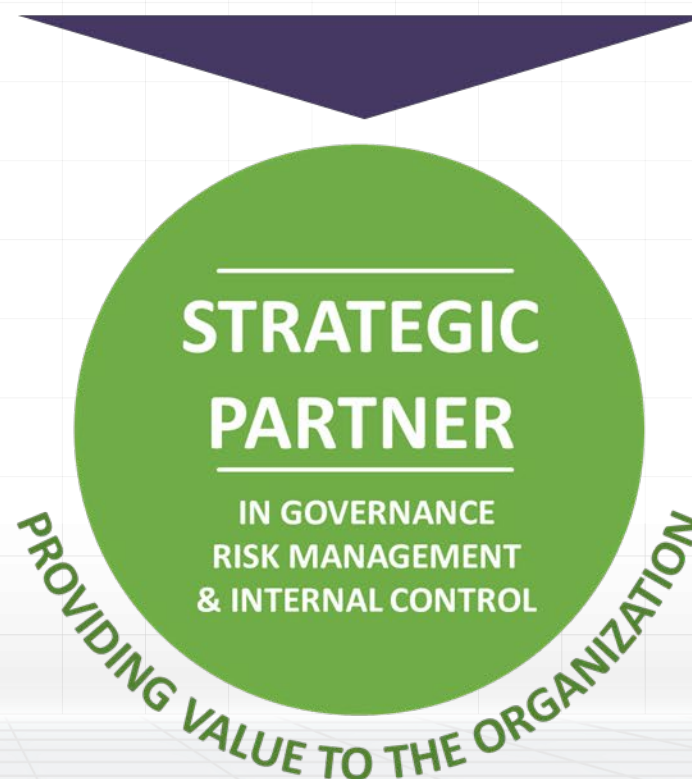 STRATEGIC
PARTNER
IN GOVERNANCE
RISK MANAGEMENT
& INTERNAL CONTROL
PROVIDING VALUE TO THE ORGANIZATION